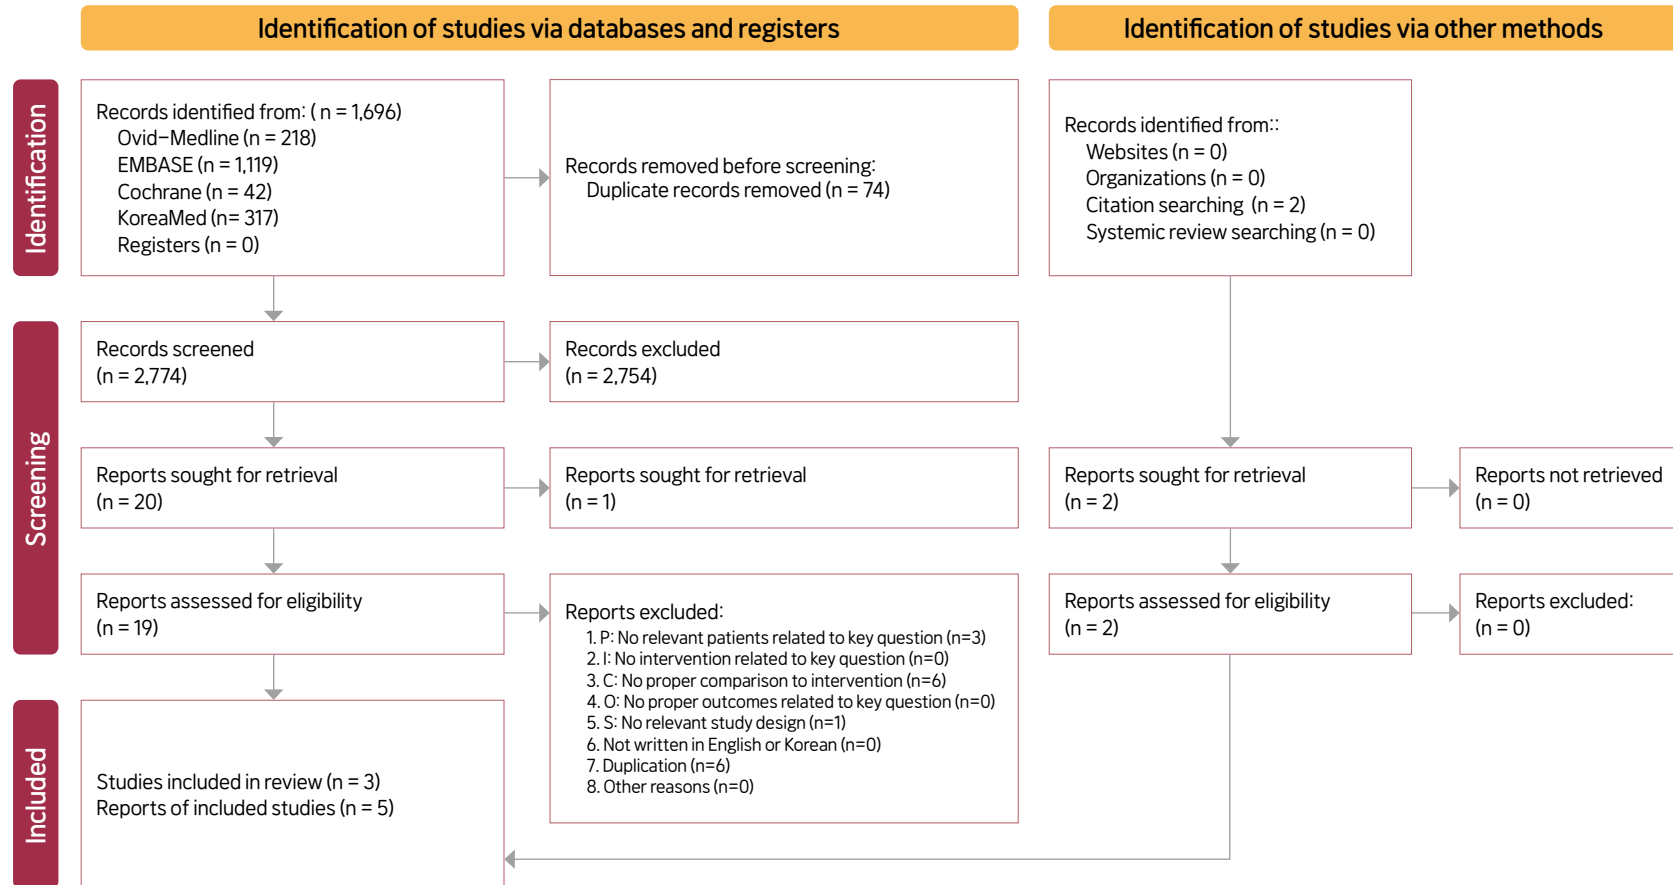 Identification of studies via databases and registers
Identification of studies via other methods
Identification
Records identified from: ( n = 1,696)
Ovid-Medline (n = 218)
EMBASE (n = 1,119)
Cochrane (n = 42)
KoreaMed (n= 317)
Registers (n = 0)
Records removed before screening:
Duplicate records removed (n = 74)
Records identified from::
Websites (n = 0)
Organizations (n = 0)
Citation searching (n = 2)
Systemic review searching (n = 0)
Screening
Records screened
(n = 2,774)
Records excluded
(n = 2,754)
Reports sought for retrieval
(n = 20)
Reports sought for retrieval
(n = 1)
Reports sought for retrieval
(n = 2)
Reports not retrieved
(n = 0)
Reports assessed for eligibility
(n = 19)
Reports excluded:
1. P: No relevant patients related to key question (n=3)
2. I: No intervention related to key question (n=0)
3. C: No proper comparison to intervention (n=6)
4. O: No proper outcomes related to key question (n=0)
5. S: No relevant study design (n=1)
6. Not written in English or Korean (n=0)
7. Duplication (n=6)
8. Other reasons (n=0)
Reports assessed for eligibility
(n = 2)
Reports excluded:
(n = 0)
Included
Studies included in review (n = 3)
Reports of included studies (n = 5)